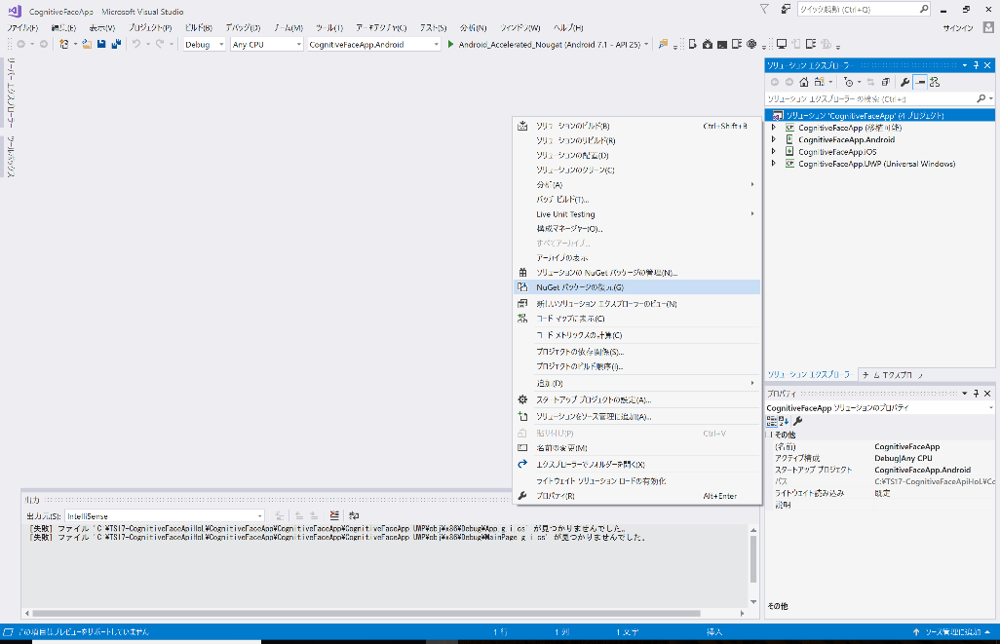 CognitiveFaceApp - Microsoft Visual Studio
クイック起動 (Ctrl+Q)
ファイル(F) 編集(E) 表示(V) プロジェクト(P) ビルド(B) デバッグ(D) チーム(M) ツール(T) アーキテクチャ(C) テスト(S) 分析(N) ウィンドウ(W) ヘルプ(H)
サインイン
Debug Any CPU CognitiveFaceApp.Android Android_Accelerated_Nougat (Android 7.1 - API 25)
サーバー エクスプローラー
ツールボックス
ソリューションのビルド(B) Ctrl+Shift+B
ソリューションのリビルド(R)
ソリューションの配置(D)
ソリューションのクリーン(C)
分析(A)
バッチ ビルド(T)...
Live Unit Testing
構成マネージャー(O)...
すべてアーカイブ...
アーカイブの表示
ソリューションの NuGet パッケージの管理(N)...
NuGet パッケージの復元(G)
新しいソリューション エクスプローラーのビュー(N)
コード マップに表示(C)
コード メトリックスの計算(C)
プロジェクトの依存関係(S)...
プロジェクトのビルド順序(I)...
追加(D)
スタートアップ プロジェクトの設定(A)...
ソリューションをソース管理に追加(A)...
貼り付け(P) Ctrl+V
名前の変更(M)
エクスプローラーでフォルダーを開く(X)
ライトウェイト ソリューション ロードの有効化
プロパティ(R) Alt+Enter
ソリューション エクスプローラー
ソリューション エクスプローラー の検索 (Ctrl+;)
ソリューション 'CognitiveFaceApp' (4 プロジェクト)
CognitiveFaceApp (移植可能)
CognitiveFaceApp.Android
CognitiveFaceApp.iOS
CognitiveFaceApp.UWP (Universal Windows)
ソリューション エクスプローラー チーム エクスプローラー
プロパティ
CognitiveFaceApp ソリューションのプロパティ
その他
(名前) CognitiveFaceApp
アクティブ構成 Debug|Any CPU
スタートアップ プロジェクト CognitiveFaceApp.Android
パス C:¥TS17-CognitiveFaceApiHoL¥Co
ライトウェイト読み込み 既定
説明
その他
出力
出力元(S): IntelliSense
[失敗] ファイル 'C:¥TS17-CognitiveFaceApiHoL¥CognitiveFaceApp¥CognitiveFaceApp¥CognitiveFaceApp.UWP¥obj¥x86¥Debug¥App.g.i.cs' が見つかりませんでした。
[失敗] ファイル 'C:¥TS17-CognitiveFaceApiHoL¥CognitiveFaceApp¥CognitiveFaceApp¥CognitiveFaceApp.UWP¥obj¥x86¥Debug¥MainPage.g.i.cs' が見つかりませんでした。
この項目はプレビューをサポートしていません 1 行 1 列 1 文字 挿入 ソース管理に追加